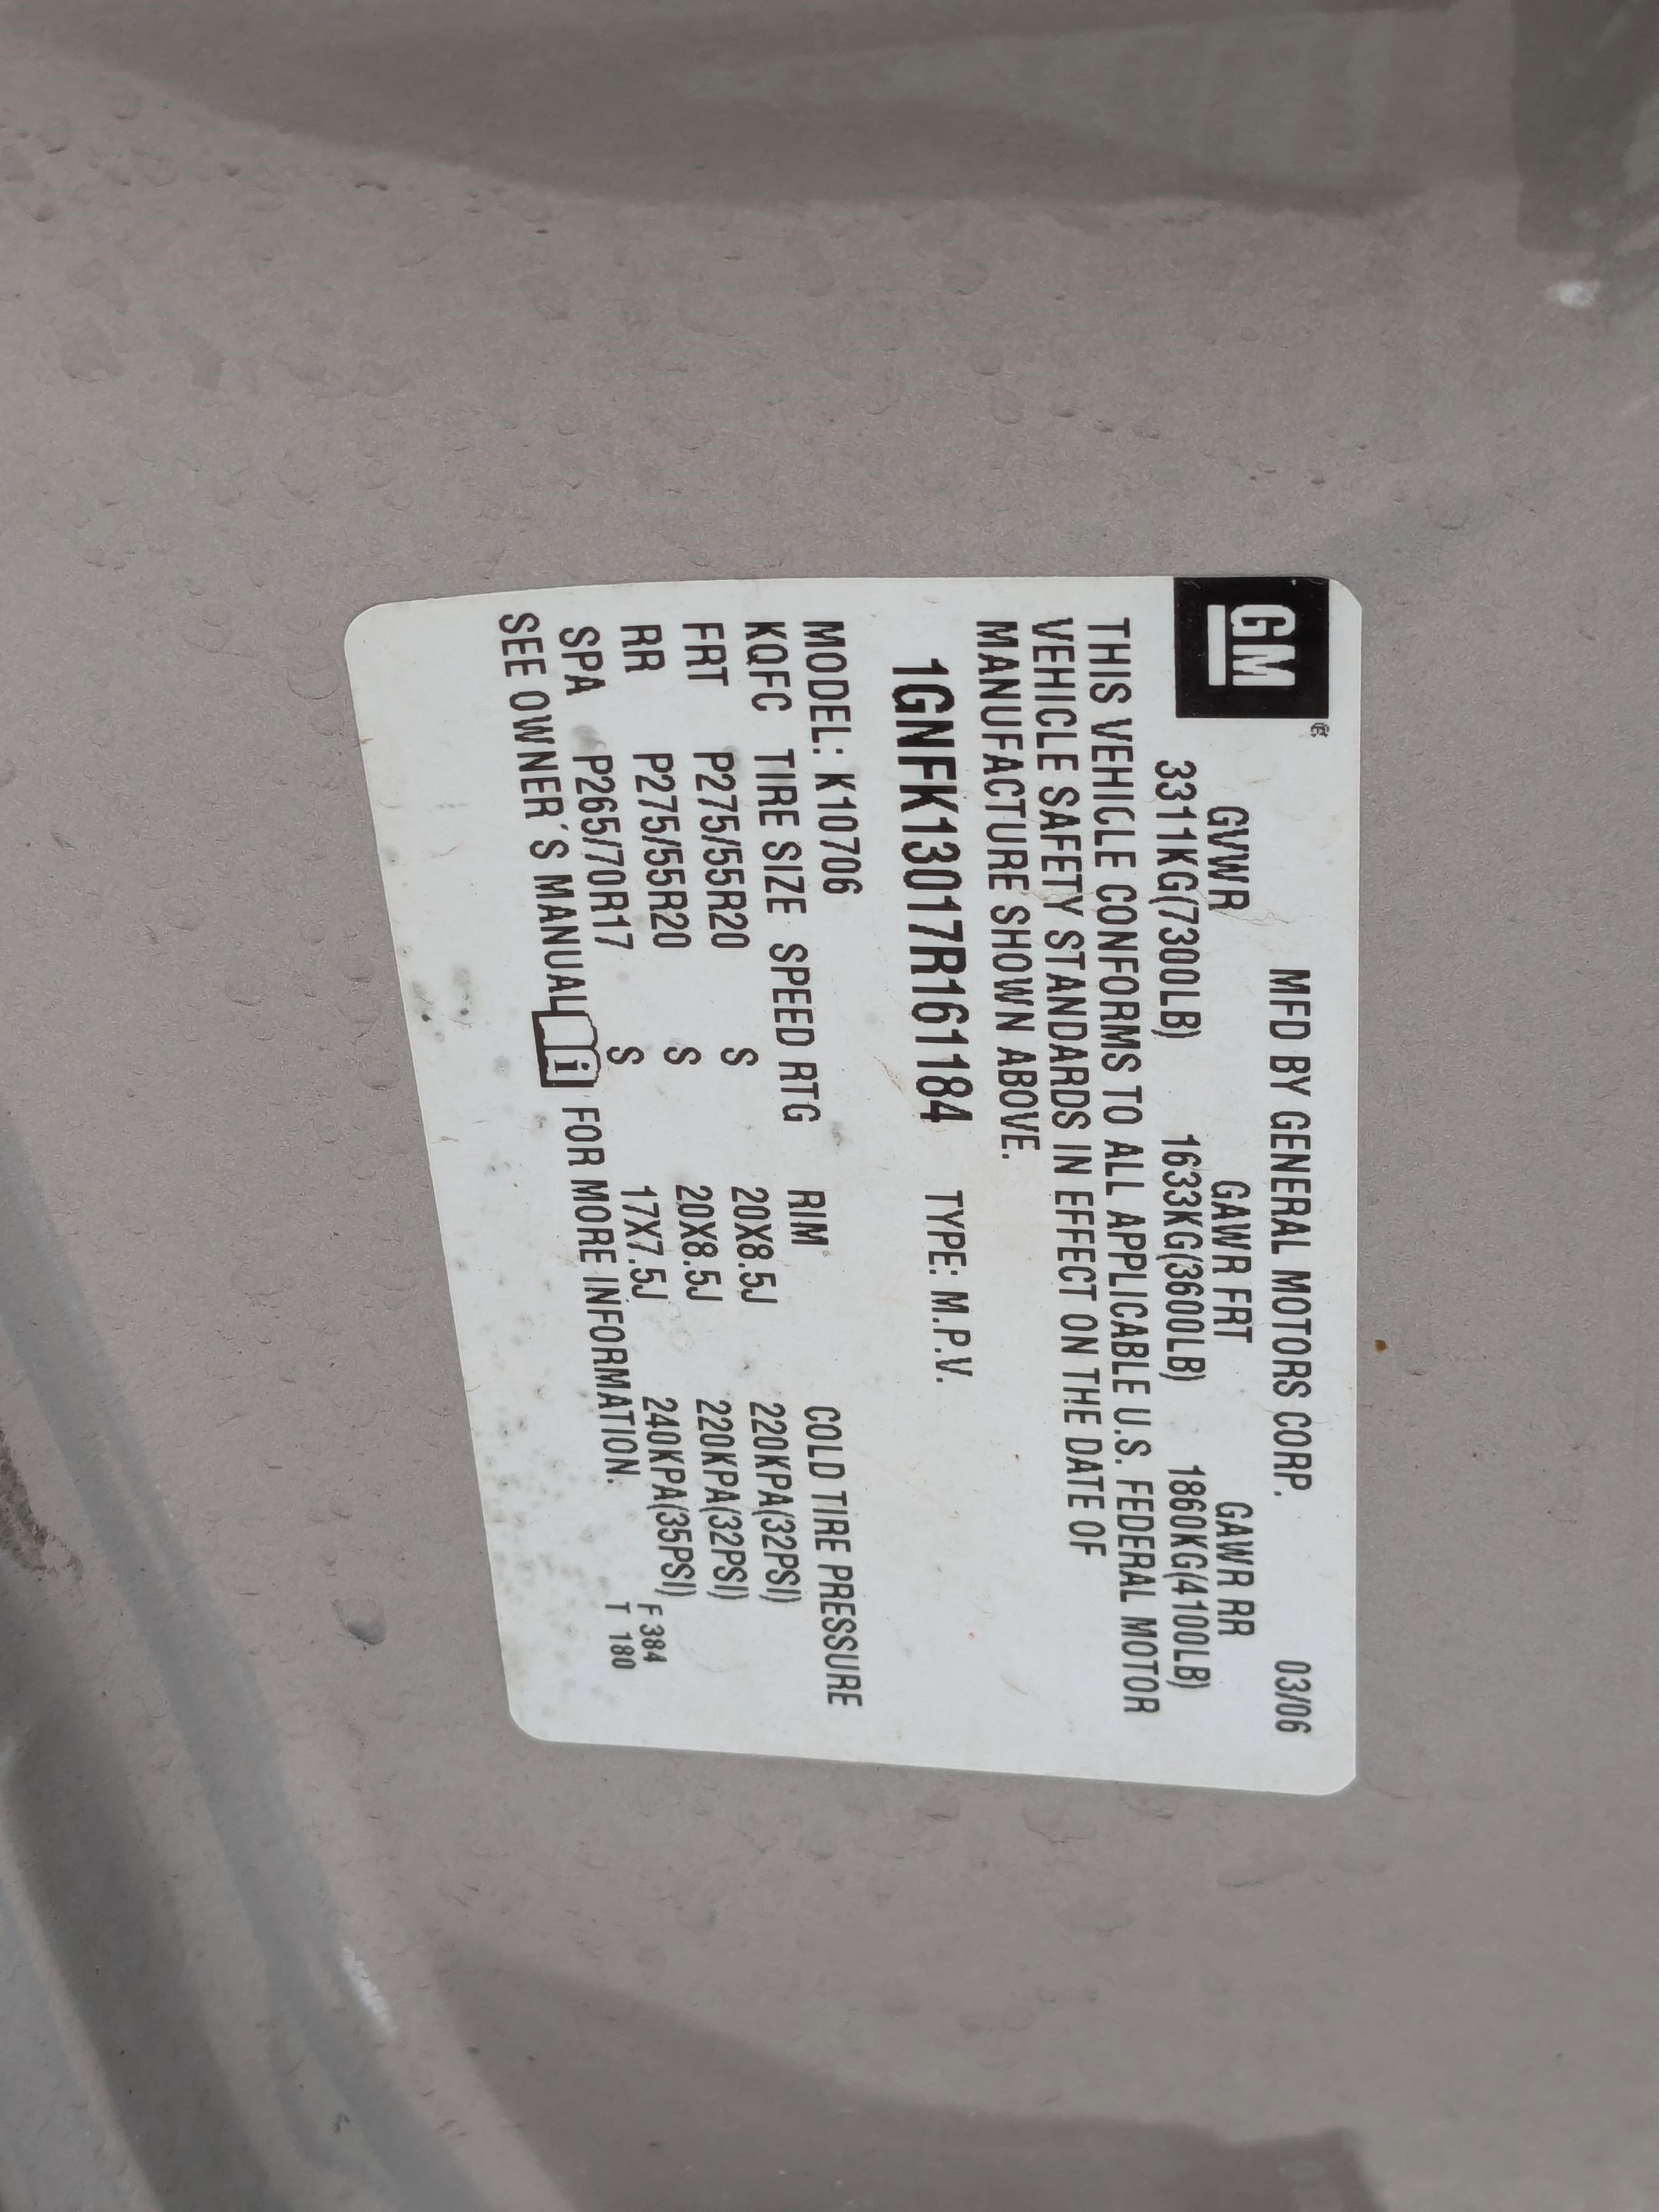 GM
MFD BY GENERAL MOTORS CORP. 03/06
GVWR GAWR FRT GAWR RR
3311KG(7300LB) 1633KG(3600LB) 1860KG(4100LB)
THIS VEHICLE CONFORMS TO ALL APPLICABLE U.S. FEDERAL MOTOR
VEHICLE SAFETY STANDARDS IN EFFECT ON THE DATE OF
MANUFACTURE SHOWN ABOVE.
1GNFK13017R161184 TYPE: M.P.V.
MODEL: K10706
KQFC TIRE SIZE SPEED RTG RIM COLD TIRE PRESSURE
FRT P275/55R20 S 20X8.5J 220KPA(32PSI)
RR P275/55R20 S 20X8.5J 220KPA(32PSI)
SPA P265/70R17 S 17X7.5J 240KPA(35PSI) F 384
SEE OWNER'S MANUAL i FOR MORE INFORMATION. T 180